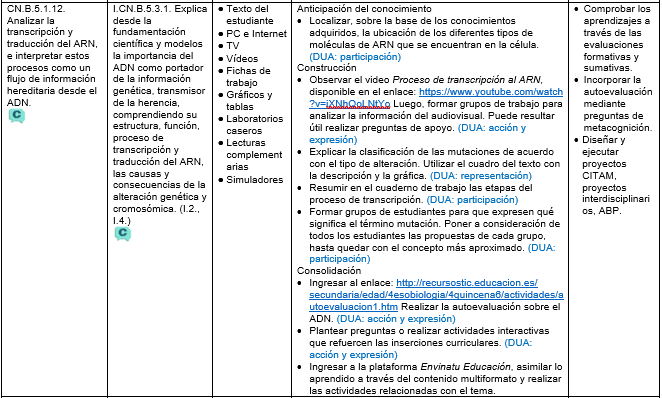 CN.B.5.1.12.
Analizar la
transcripción y
traducción del ARN,
e interpretar estos
procesos como un
flujo de información
hereditaria desde el
ADN.
C
I.CN.B.5.3.1. Explica
desde la
fundamentación
científica y modelos
la importancia del
ADN como portador
de la información
genética, transmisor
de la herencia,
comprendiendo su
estructura, función,
proceso de
transcripción y
traducción del ARN,
las causas y
consecuencias de la
alteración genética y
cromosómica. (I.2.,
I.4.)
C
• Texto del
estudiante
• PC e Internet
• TV
• Vídeos
• Fichas de
trabajo
• Gráficos y
tablas
• Laboratorios
caseros
• Lecturas
complement
arias
• Simuladores
Anticipación del conocimiento
• Localizar, sobre la base de los conocimientos
adquiridos, la ubicación de los diferentes tipos de
moléculas de ARN que se encuentran en la célula.
(DUA: participación)
Construcción
• Observar el video Proceso de transcripción al ARN,
disponible en el enlace: https://www.youtube.com/watch
Luego, formar grupos de trabajo para
analizar la información del audiovisual. Puede resultar
útil realizar preguntas de apoyo. (DUA: acción y
expresión)
• Explicar la clasificación de las mutaciones de acuerdo
con el tipo de alteración. Utilizar el cuadro del texto con
la descripción y la gráfica. (DUA: representación)
• Resumir en el cuaderno de trabajo las etapas del
proceso de transcripción. (DUA: participación)
• Formar grupos de estudiantes para que expresen qué
significa el término mutación. Poner a consideración de
todos los estudiantes las propuestas de cada grupo,
hasta quedar con el concepto más aproximado. (DUA:
participación)
Consolidación
• Ingresar al enlace: http://recursostic.educacion.es/
secundaria/edad/4esobiologia/4quincena6/actividades/a
utoevaluacion1.htm Realizar la autoevaluación sobre el
ADN. (DUA: acción y expresión)
• Plantear preguntas o realizar actividades interactivas
que refuercen las inserciones curriculares. (DUA:
acción y expresión)
• Ingresar a la plataforma Envinatu Educación, asimilar lo
aprendido a través del contenido multiformato y realizar
las actividades relacionadas con el tema.
• Comprobar los
aprendizajes a
través de las
evaluaciones
formativas y
sumativas.
• Incorporar la
autoevaluación
mediante
preguntas de
metacognición.
• Diseñar y
ejecutar
proyectos
CITAM,
proyectos
interdisciplinari
os, ABP.